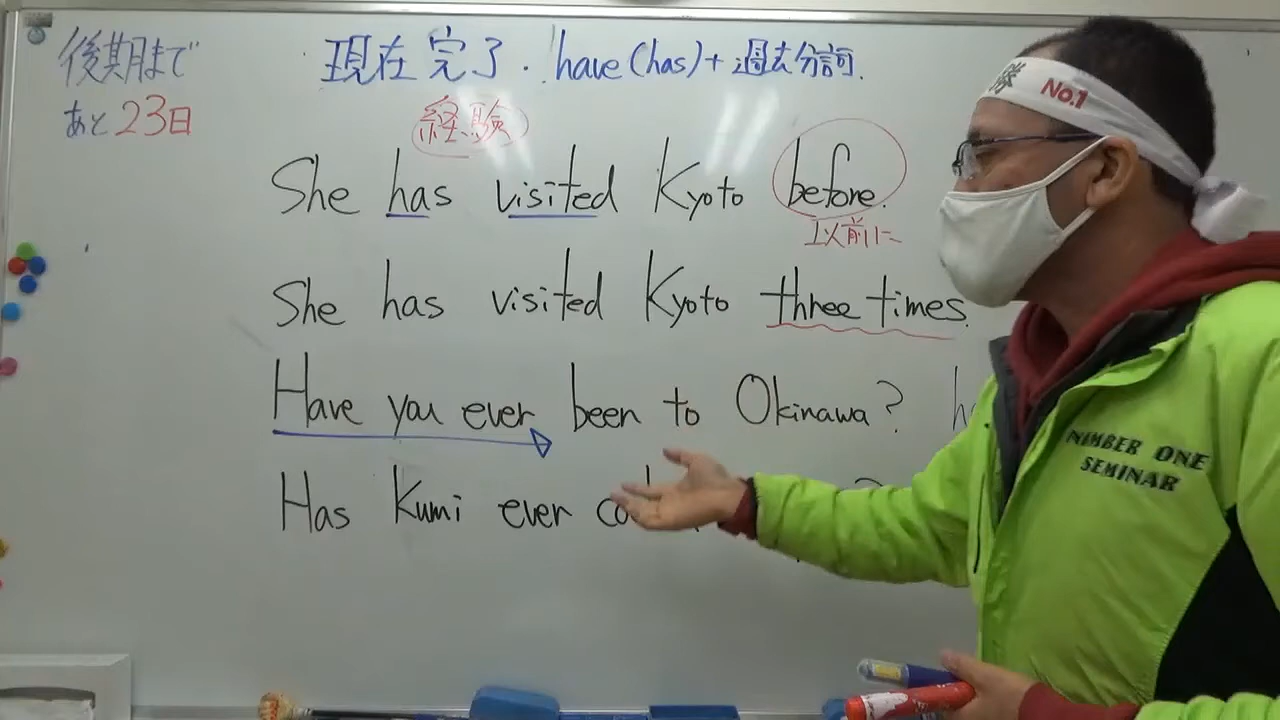 後期まで
あと23日
現在完了. have(has)+過去分詞.
経験
She has visited Kyoto before.
以前に
She has visited Kyoto three times.
Have you ever been to Okinawa?
Has Kumi ever
勝 No.1
NUMBER ONE
SEMINAR